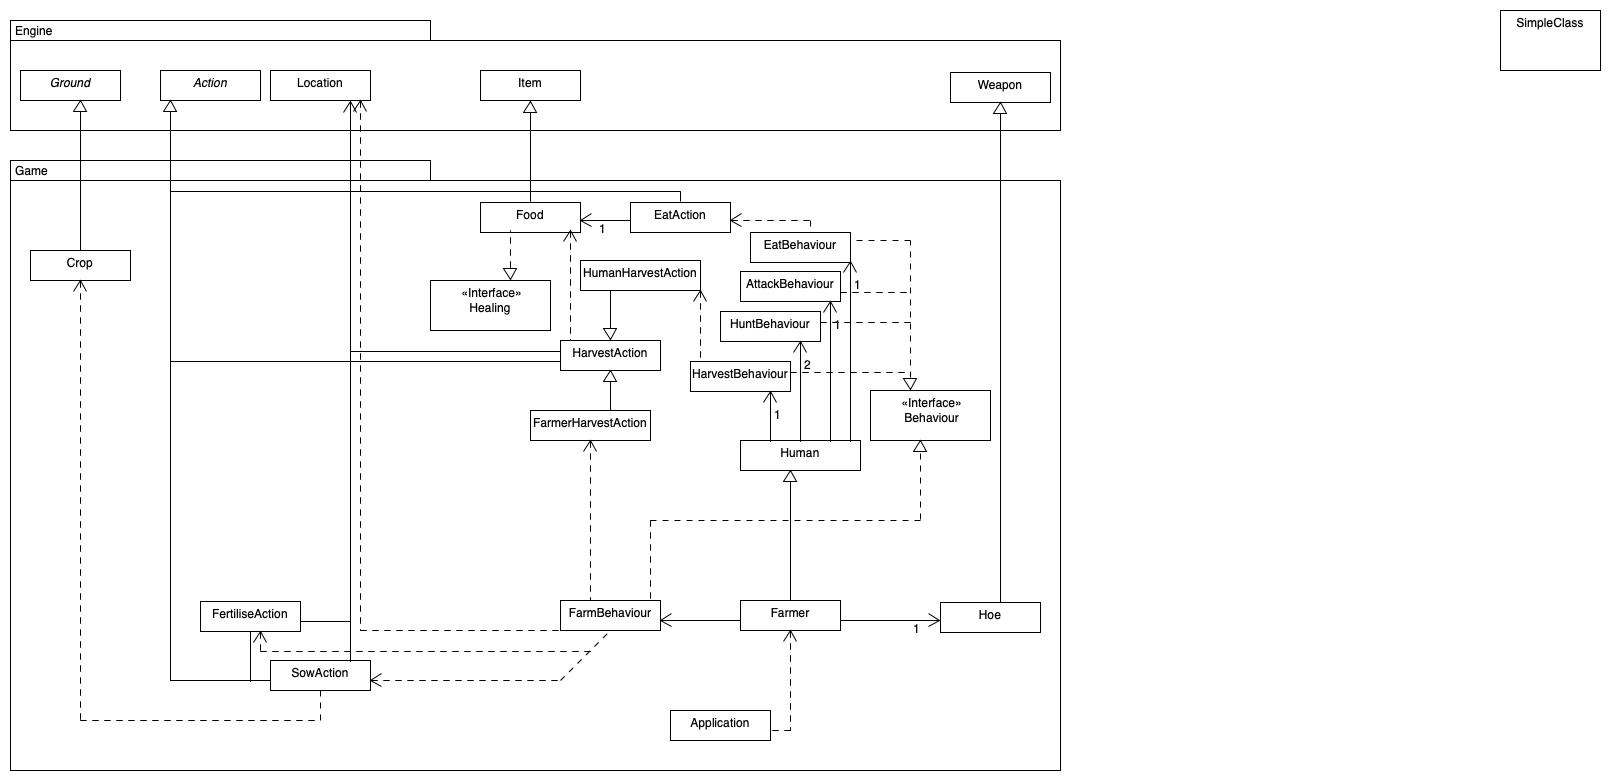 SimpleClass
Engine
Ground
Action
Location
Item
Weapon
Game
Food
1
EatAction
EatBehaviour
Crop
HumanHarvestAction
AttackBehaviour
1
«Interface»
Healing
HuntBehaviour
1
HarvestAction
HarvestBehaviour
2
«Interface»
Behaviour
1
FarmerHarvestAction
Human
FertiliseAction
FarmBehaviour
Farmer
1
Hoe
SowAction
Application